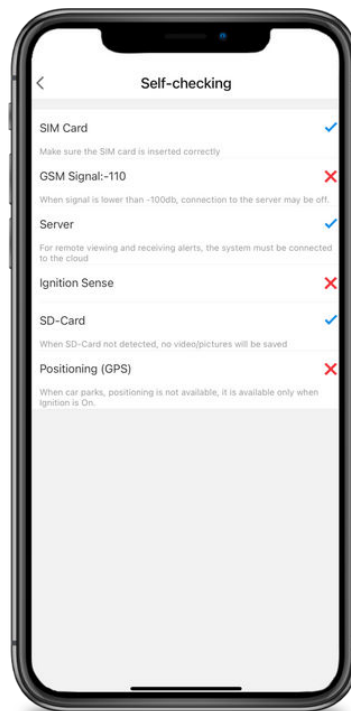 Self-checking
SIM Card
Make sure the SIM card is inserted correctly
GSM Signal:-110
When signal is lower than -100db, connection to the server may be off.
Server
For remote viewing and receiving alerts, the system must be connected
to the cloud
Ignition Sense
SD-Card
When SD-Card not detected, no video/pictures will be saved
Positioning (GPS)
When car parks, positioning is not available, it is available only when
Ignition is On.